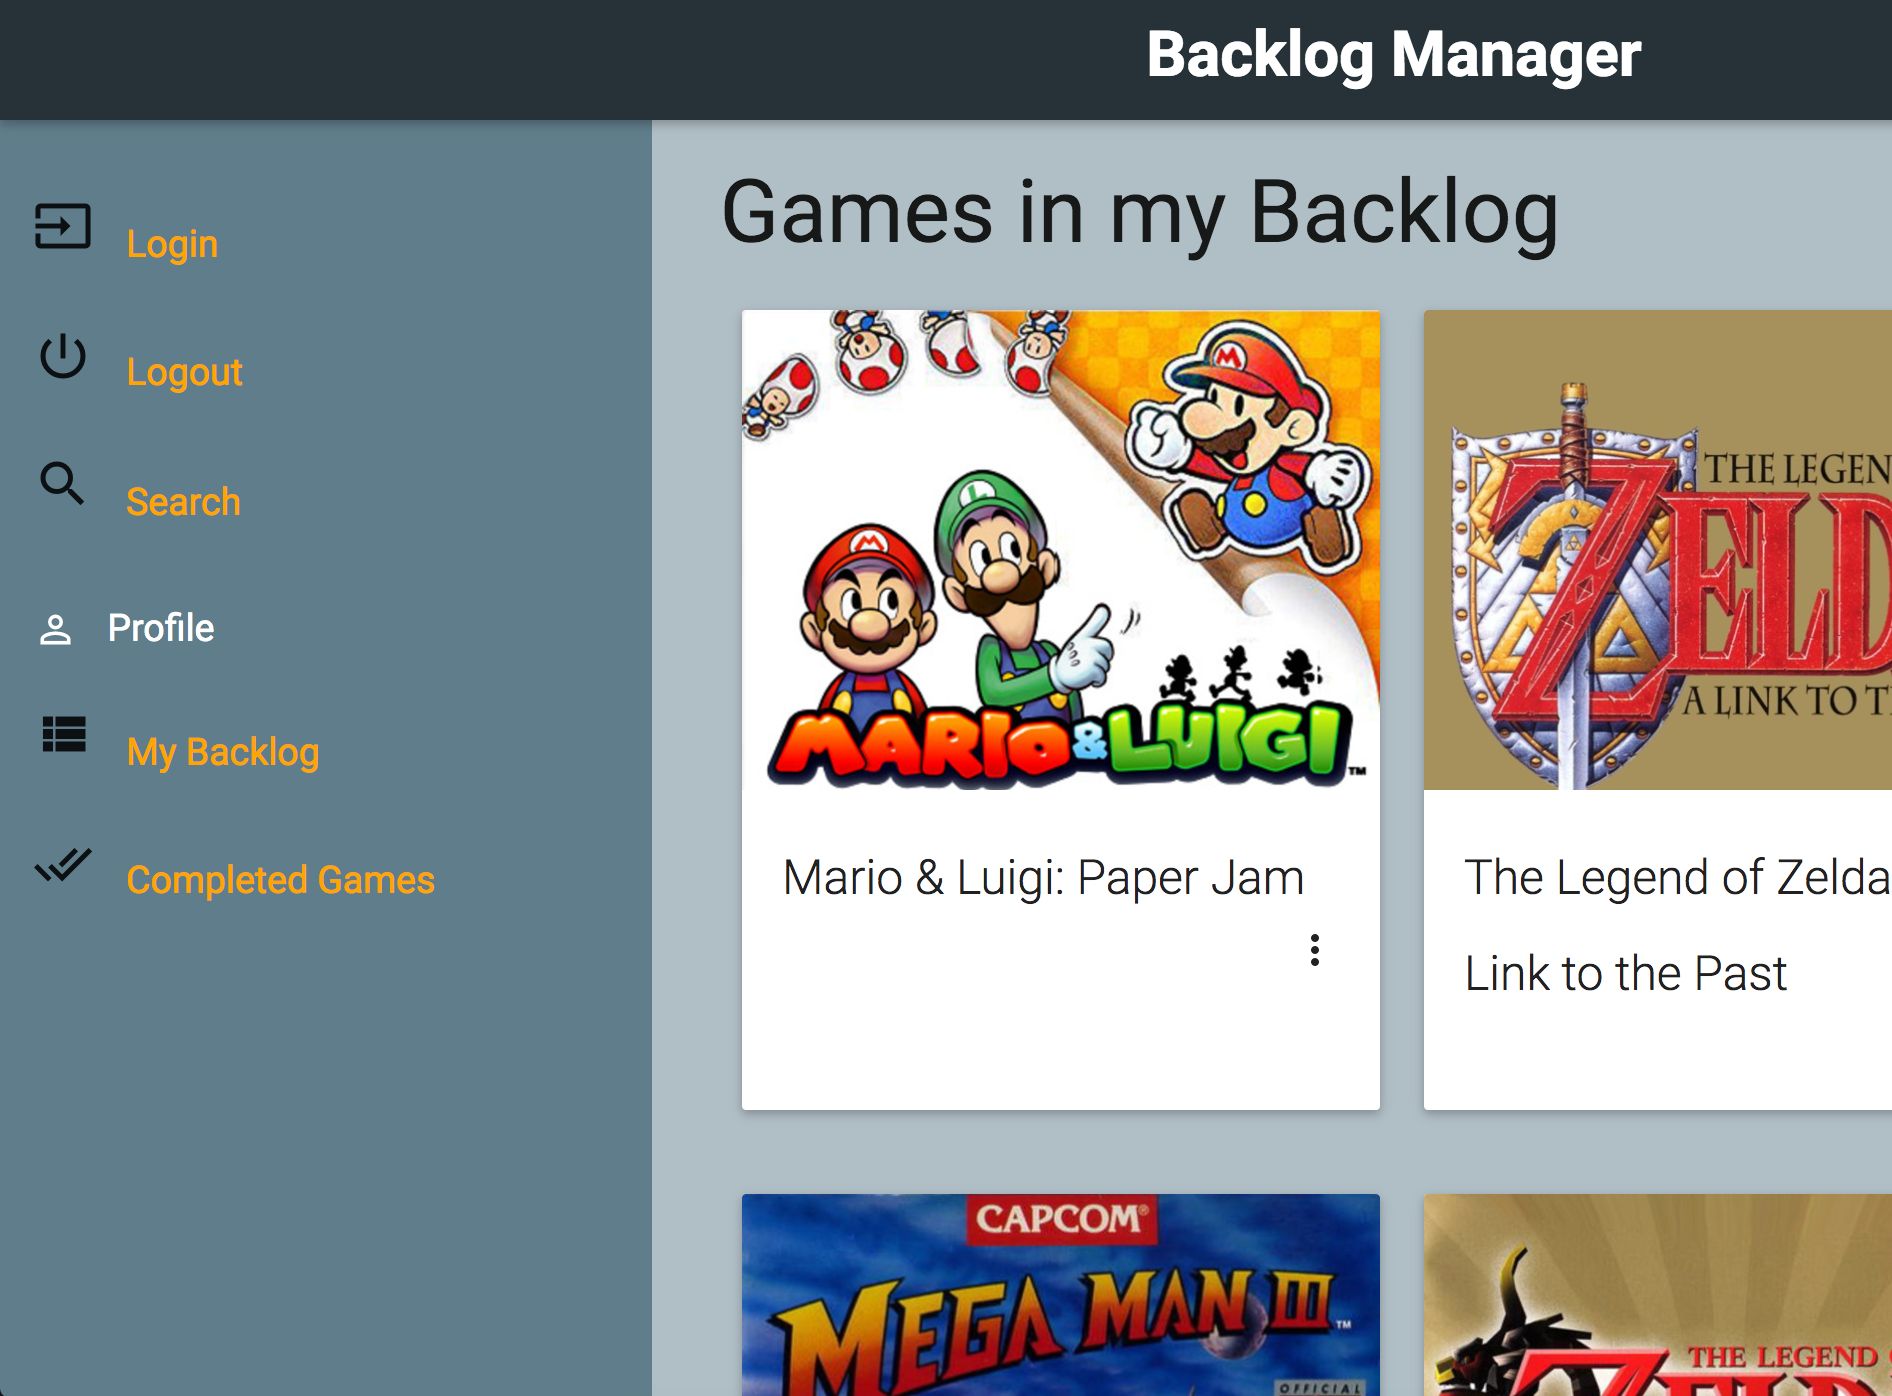 Backlog Manager
Login
Logout
Search
Profile
My Backlog
Completed Games
Games in my Backlog
MARIO & LUIGI™
Mario & Luigi: Paper Jam
THE LEGEN
ZELD
A LINK TO T
The Legend of Zelda
Link to the Past
CAPCOM®
MEGA MAN III™
OFFICIAL
THE LEGEND
ZELD